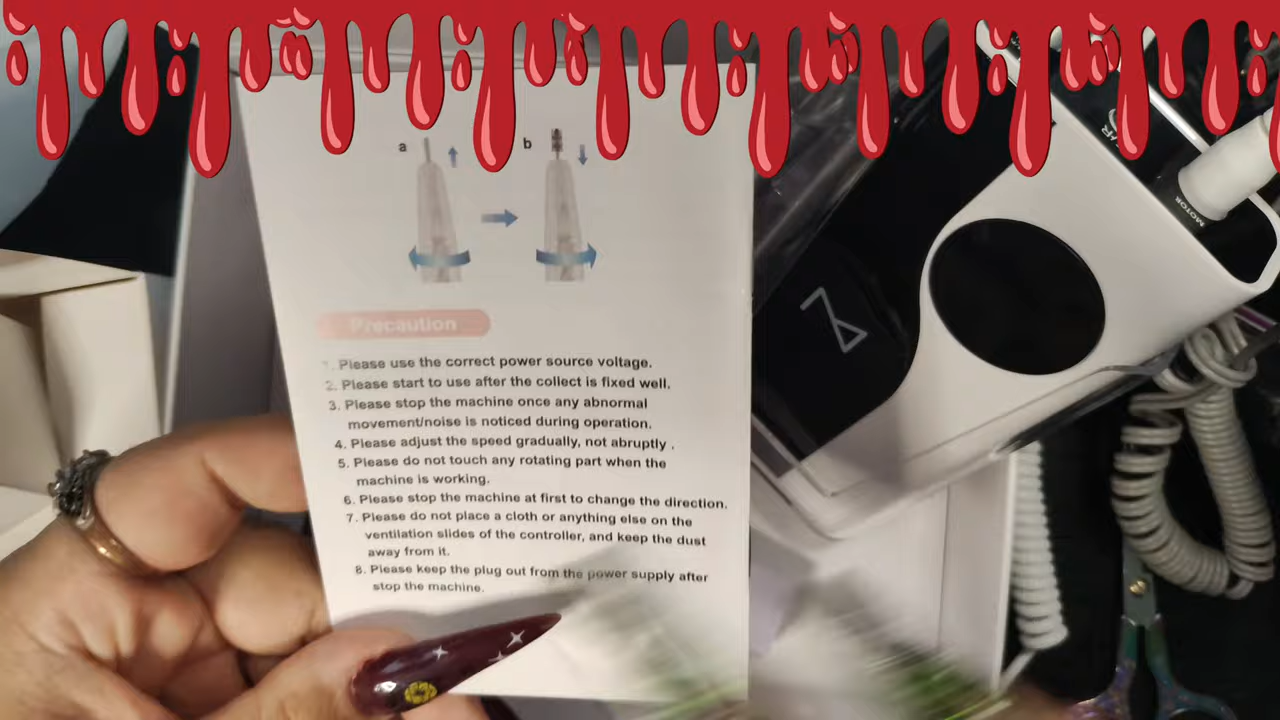 a
b
Precaution
1. Please use the correct power source voltage.
2. Please start to use after the collect is fixed well.
3. Please stop the machine once any abnormal
movement/noise is noticed during operation.
4. Please adjust the speed gradually, not abruptly .
5. Please do not touch any rotating part when the
machine is working.
6. Please stop the machine at first to change the direction.
7. Please do not place a cloth or anything else on the
ventilation slides of the controller, and keep the dust
away from it.
8. Please keep the plug out from the power supply after
stop the machine.
MOTOR